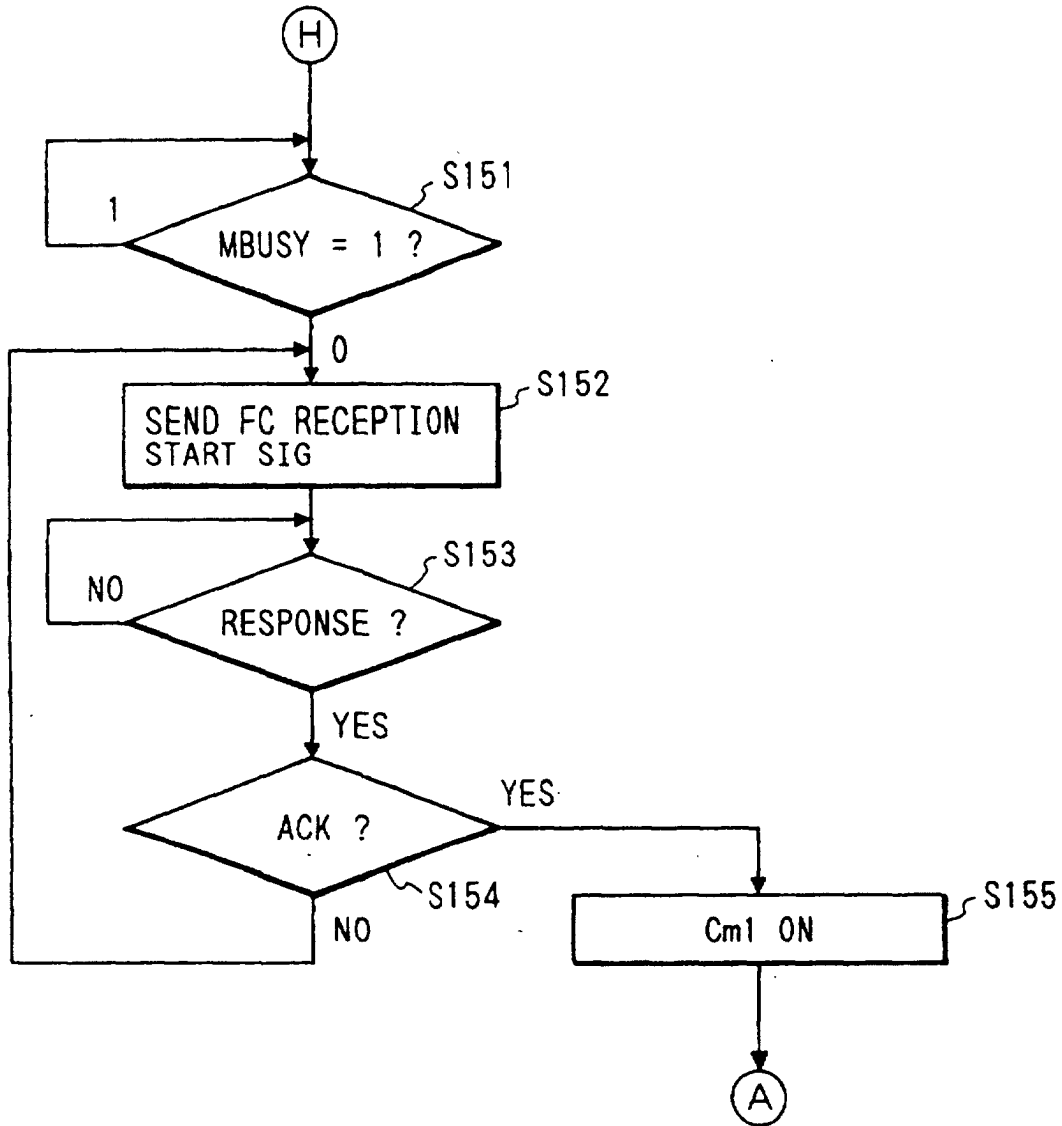 H
S151
1
MBUSY = 1 ?
0
S152
SEND FC RECEPTION
START SIG
S153
NO
RESPONSE ?
YES
YES
ACK ?
S154
NO
S155
Cm1 ON
A